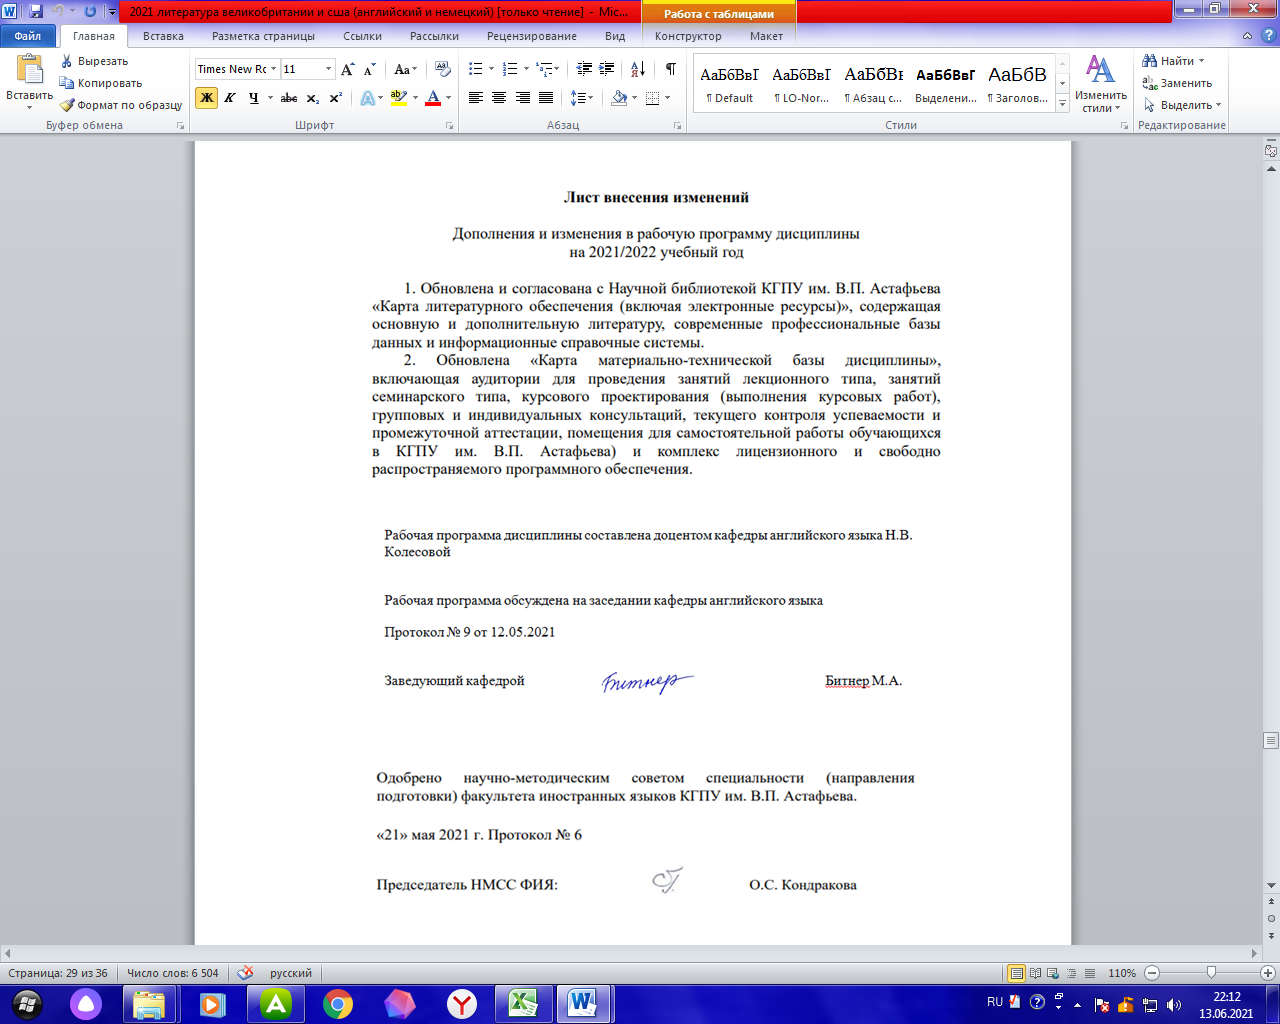 2021 литература великобритании и сша (английский и немецкий) [только чтение] - Mic...
Работа с таблицами
Файл
Главная
Вставка
Разметка страницы
Ссылки
Рассылки
Рецензирование
Вид
Конструктор
Макет
Вставить
Вырезать
Копировать
Формат по образцу
Буфер обмена
Times New Rc
11
Шрифт
Абзац
АаБбВвГ
АаБбВвГ
АаБбВв
АаБбВвГ
АаБбВ
¶ Default
¶ LO-Nor...
¶ Абзац с...
Выделени...
¶ Заголов...
Стили
Изменить стили
Найти
Заменить
Выделить
Редактирование
Лист внесения изменений
Дополнения и изменения в рабочую программу дисциплины
на 2021/2022 учебный год
1. Обновлена и согласована с Научной библиотекой КГПУ им. В.П. Астафьева
«Карта литературного обеспечения (включая электронные ресурсы)», содержащая
основную и дополнительную литературу, современные профессиональные базы
данных и информационные справочные системы.
2. Обновлена «Карта материально-технической базы дисциплины»,
включающая аудитории для проведения занятий лекционного типа, занятий
семинарского типа, курсового проектирования (выполнения курсовых работ),
групповых и индивидуальных консультаций, текущего контроля успеваемости и
промежуточной аттестации, помещения для самостоятельной работы обучающихся
в КГПУ им. В.П. Астафьева) и комплекс лицензионного и свободно
распространяемого программного обеспечения.
Рабочая программа дисциплины составлена доцентом кафедры английского языка Н.В.
Колесовой
Рабочая программа обсуждена на заседании кафедры английского языка
Протокол № 9 от 12.05.2021
Заведующий кафедрой Битнер Битнер М.А.
Одобрено научно-методическим советом специальности (направления
подготовки) факультета иностранных языков КГПУ им. В.П. Астафьева.
«21» мая 2021 г. Протокол № 6
Председатель НМСС ФИЯ: О.С. Кондракова
Страница: 29 из 36
Число слов: 6 504
русский
110%
RU
22:12
13.06.2021